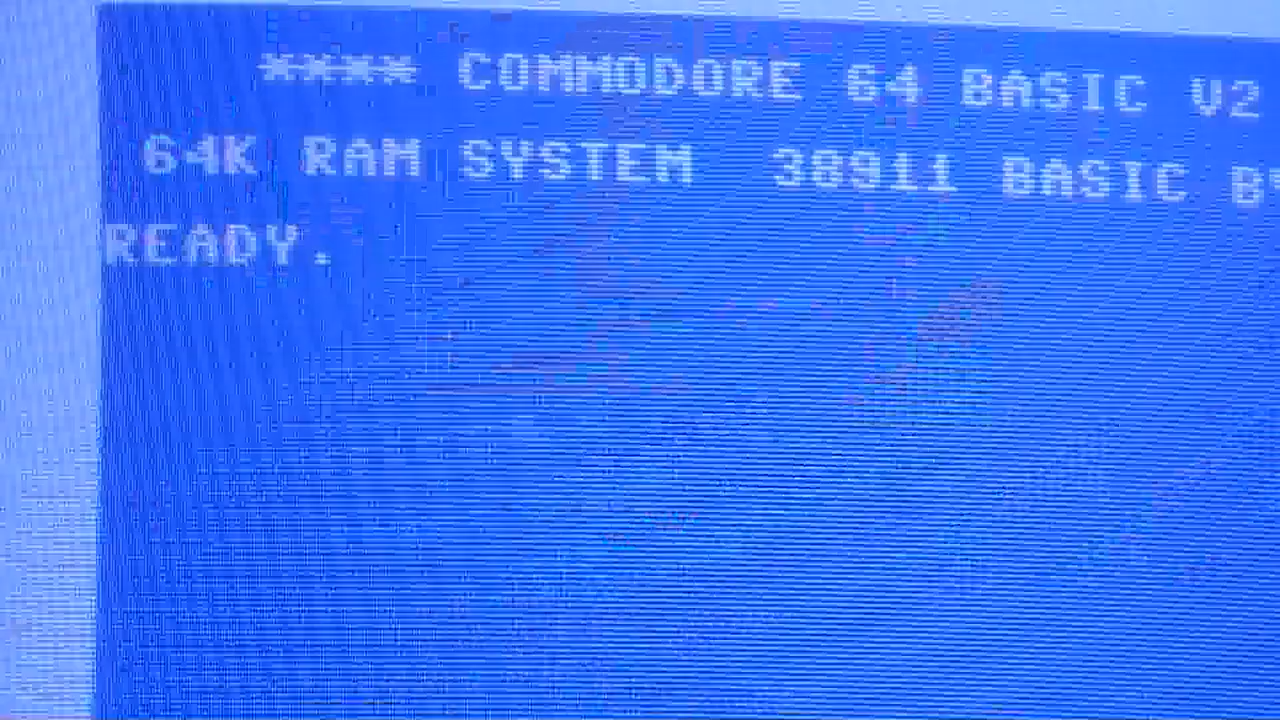 **** COMMODORE 64 BASIC V2
64K RAM SYSTEM 38911 BASIC
READY.